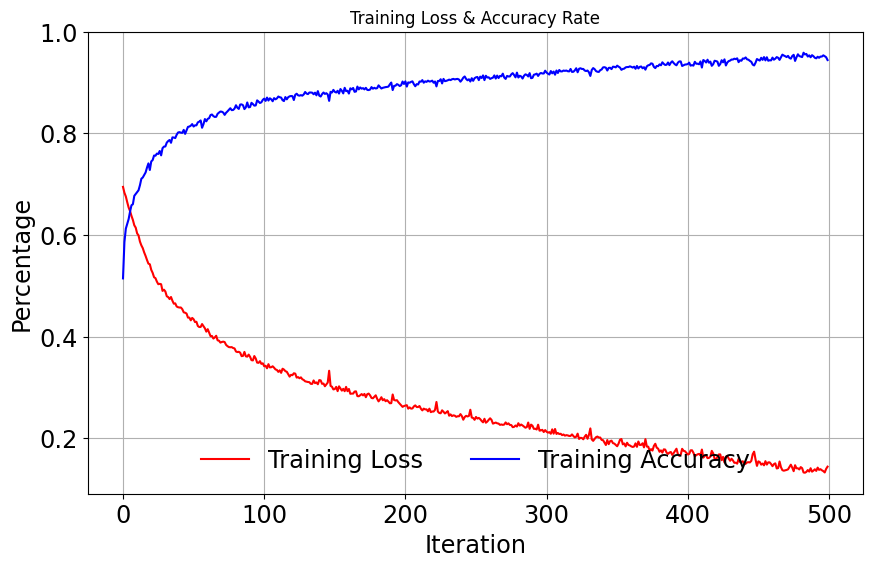 Training Loss & Accuracy Rate
1.0
0.8
0.6
0.4
0.2
Percentage
Training Loss
Training Accuracy
0
100
200
300
400
500
Iteration